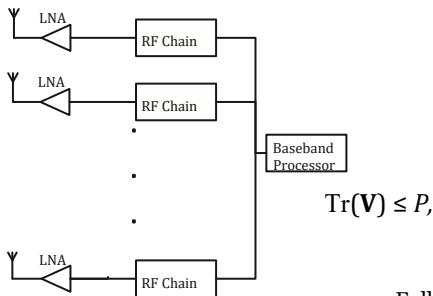 LNA
RF Chain
LNA
RF Chain
Baseband
Processor
Tr(V) ≤ P,
LNA
RF Chain